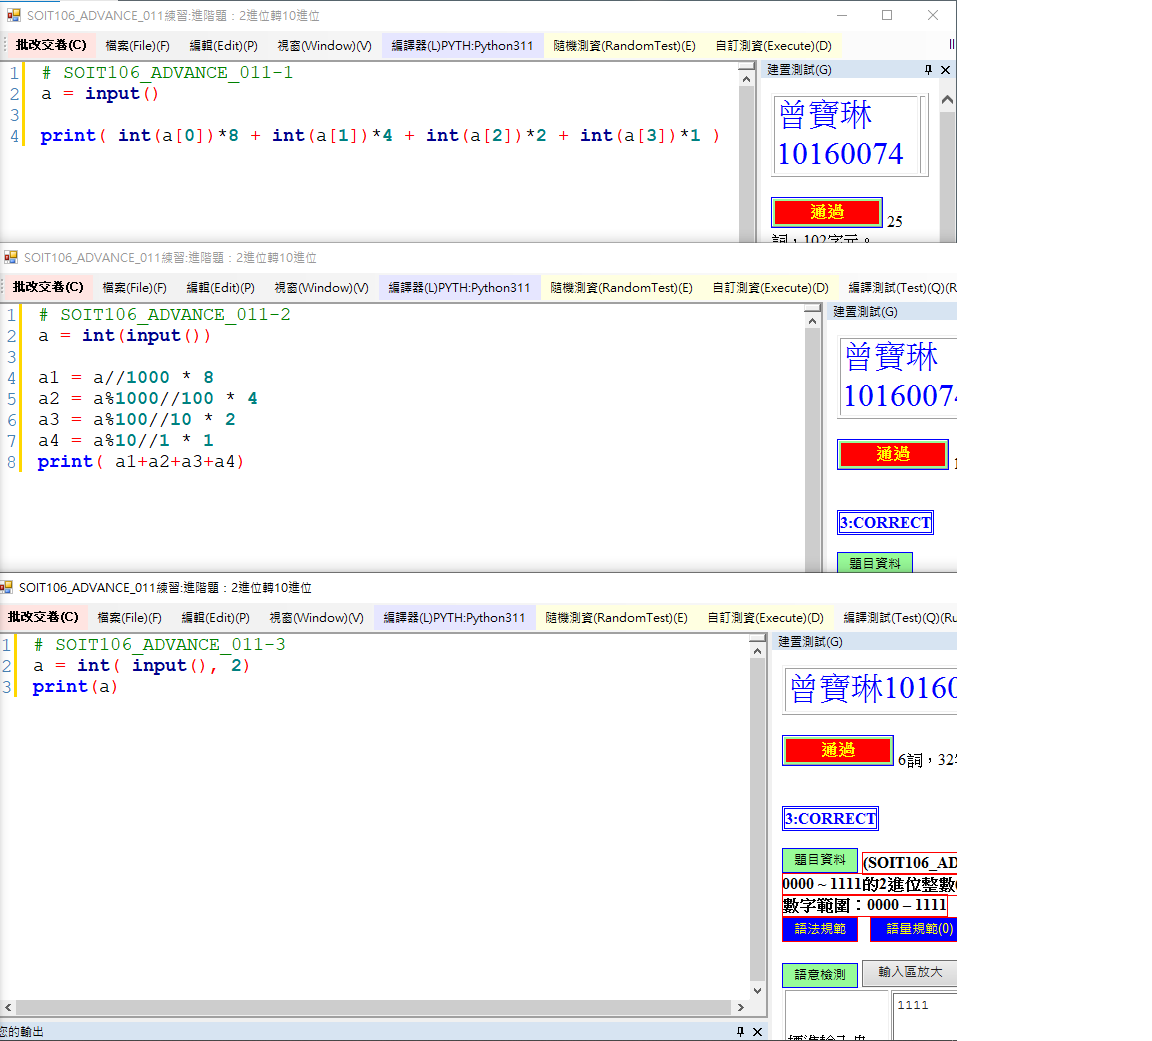 SOIT106_ADVANCE_011練習:進階題：2進位轉10進位
批改交卷(C) 檔案(File)(F) 編輯(Edit)(P) 視窗(Window)(V) 編譯器(L)PYTH:Python311 隨機測資(RandomTest)(E) 自訂測資(Execute)(D)
1 # SOIT106_ADVANCE_011-1
2 a = input()
3
4 print( int(a[0])*8 + int(a[1])*4 + int(a[2])*2 + int(a[3])*1 )
建置測試(G)
曾寶琳
10160074
通過 25
詞，102字元。
SOIT106_ADVANCE_011練習:進階題：2進位轉10進位
批改交卷(C) 檔案(File)(F) 編輯(Edit)(P) 視窗(Window)(V) 編譯器(L)PYTH:Python311 隨機測資(RandomTest)(E) 自訂測資(Execute)(D) 編譯測試(Test)(Q)(R
1 # SOIT106_ADVANCE_011-2
2 a = int(input())
3
4 a1 = a//1000 * 8
5 a2 = a%1000//100 * 4
6 a3 = a%100//10 * 2
7 a4 = a%10//1 * 1
8 print( a1+a2+a3+a4)
建置測試(G)
曾寶琳
10160074
通過
3:CORRECT
題目資料
SOIT106_ADVANCE_011練習:進階題：2進位轉10進位
批改交卷(C) 檔案(File)(F) 編輯(Edit)(P) 視窗(Window)(V) 編譯器(L)PYTH:Python311 隨機測資(RandomTest)(E) 自訂測資(Execute)(D) 編譯測試(Test)(Q)(Ru
1 # SOIT106_ADVANCE_011-3
2 a = int( input(), 2)
3 print(a)
建置測試(G)
曾寶琳10160
通過 6詞，32
3:CORRECT
題目資料 (SOIT106_AD
0000 ~ 1111的2進位整數
數字範圍：0000 – 1111
語法規範 語量規範(0)
語意檢測 輸入區放大
1111
您的輸出